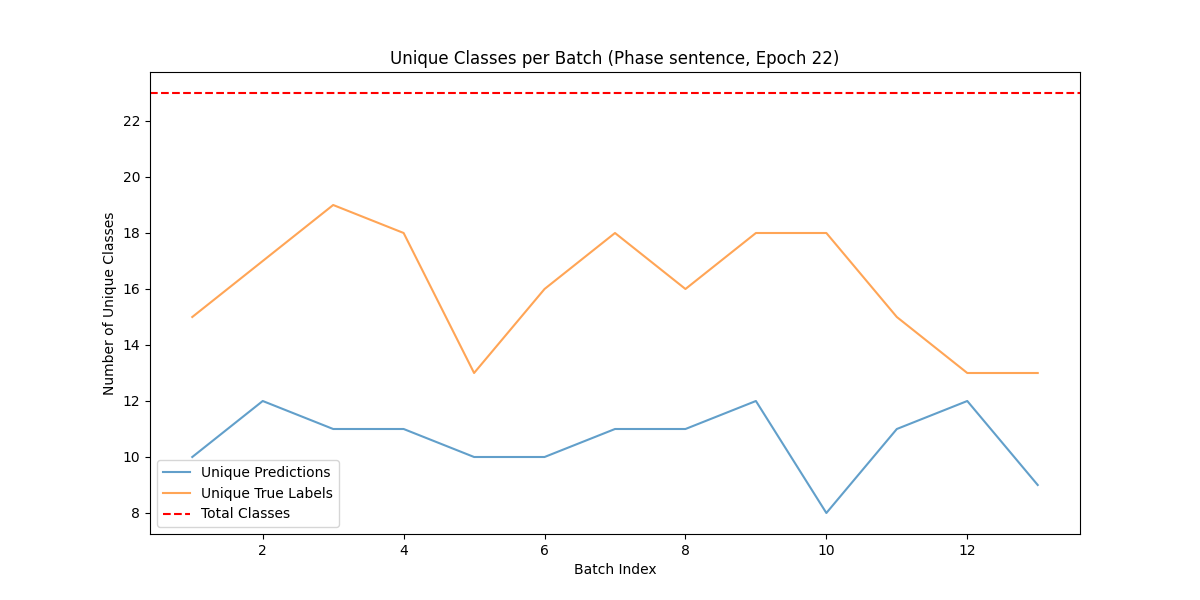 Unique Classes per Batch (Phase sentence, Epoch 22)
Number of Unique Classes
22
20
18
16
14
12
10
8
Unique Predictions
Unique True Labels
Total Classes
2
4
6
8
10
12
Batch Index